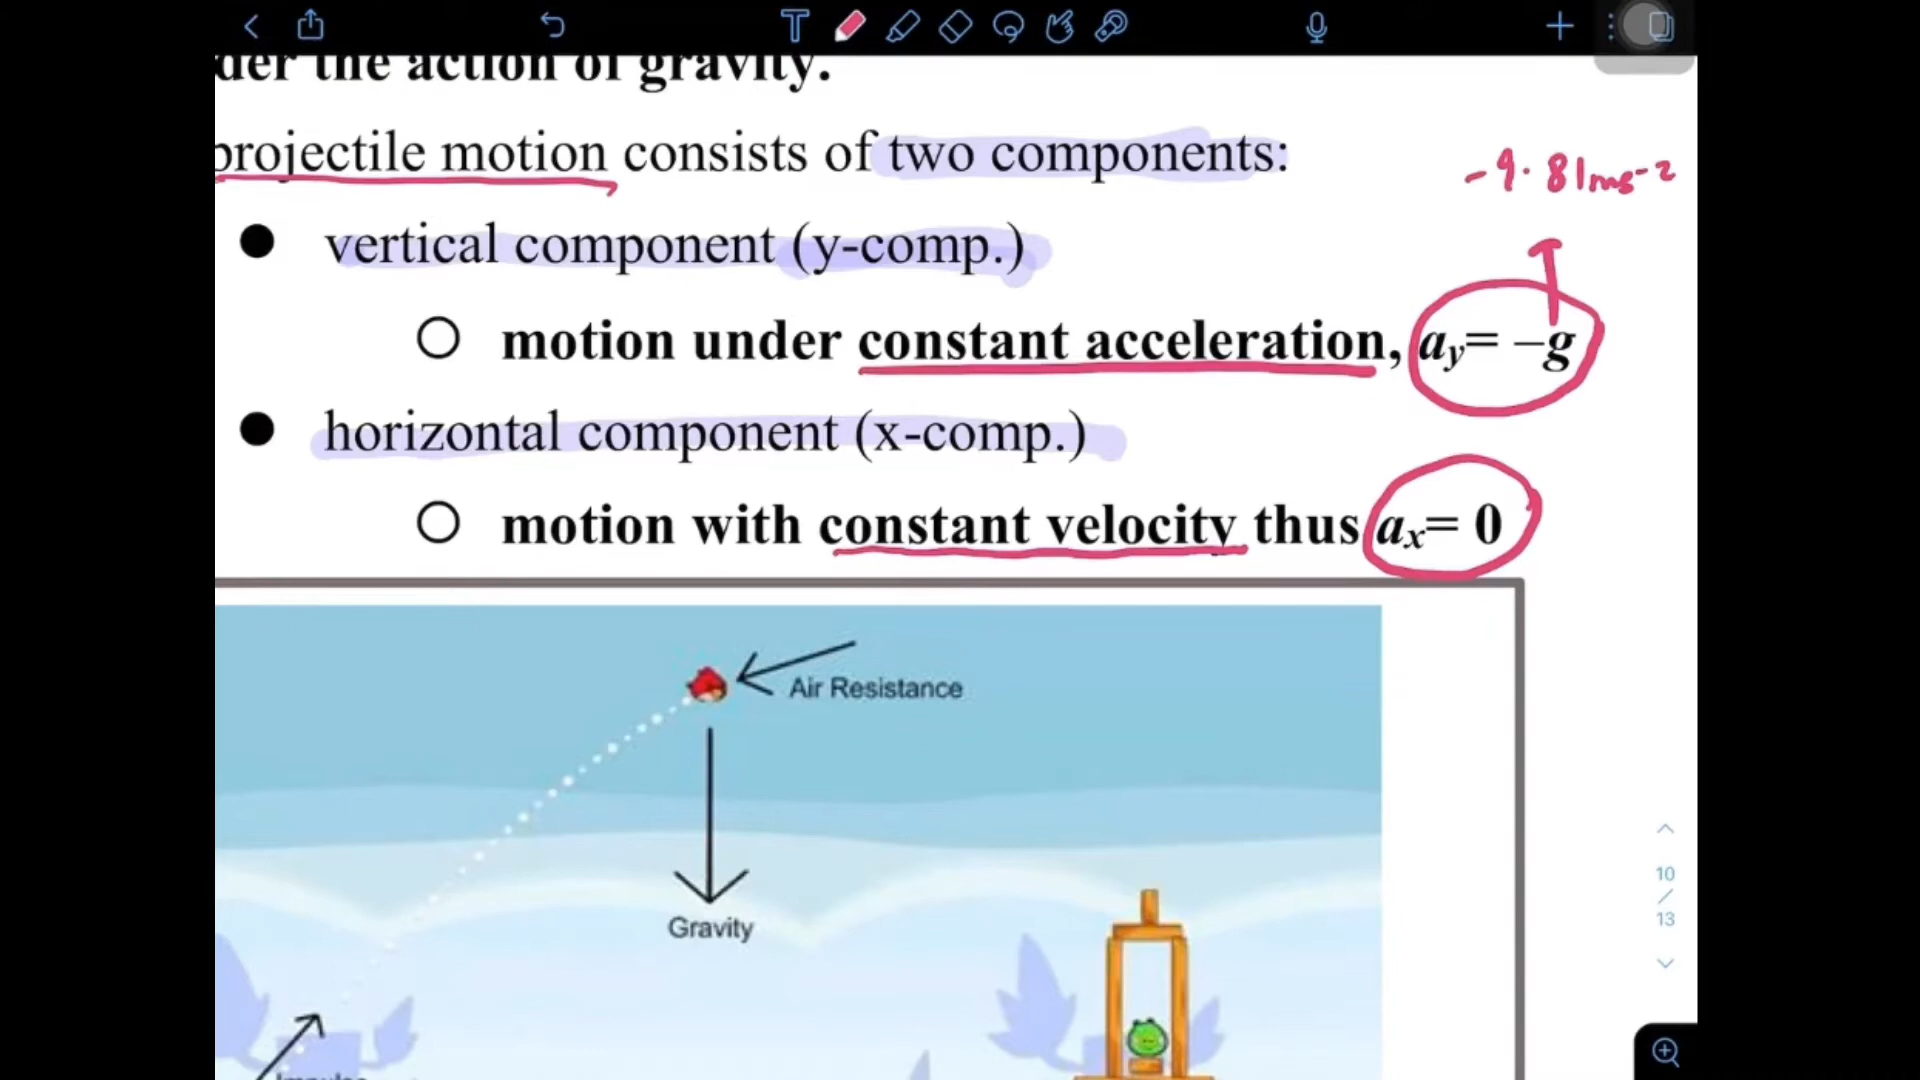 der the action of gravity.
projectile motion consists of two components:
-9.81ms-2
● vertical component (y-comp.)
○ motion under constant acceleration, ay= –g
● horizontal component (x-comp.)
○ motion with constant velocity thus ax= 0
Air Resistance
Gravity
Impulse
10
/
13